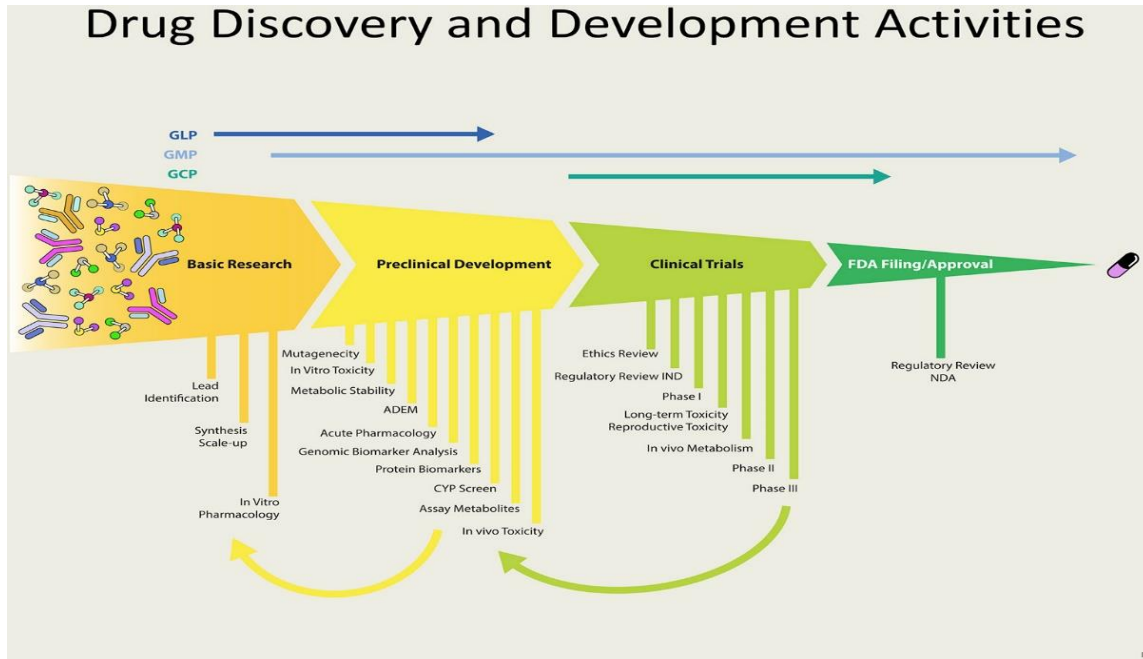 Drug Discovery and Development Activities
GLP
GMP
GCP
Basic Research
Preclinical Development
Clinical Trials
FDA Filing/Approval
Lead
Identification
Synthesis
Scale-up
In Vitro
Pharmacology
Mutagenecity
In Vitro Toxicity
Metabolic Stability
ADEM
Acute Pharmacology
Genomic Biomarker Analysis
Protein Biomarkers
CYP Screen
Assay Metabolites
In vivo Toxicity
Ethics Review
Regulatory Review IND
Phase I
Long-term Toxicity
Reproductive Toxicity
In vivo Metabolism
Phase II
Phase III
Regulatory Review
NDA